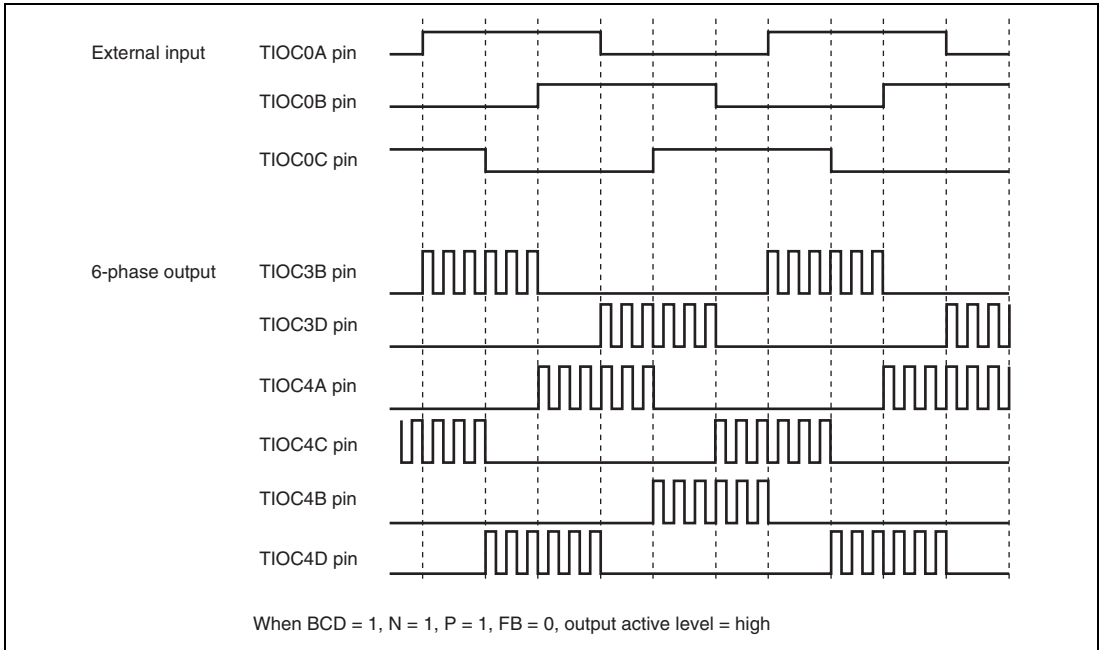 External input TIOC0A pin
TIOC0B pin
TIOC0C pin
6-phase output TIOC3B pin
TIOC3D pin
TIOC4A pin
TIOC4C pin
TIOC4B pin
TIOC4D pin
When BCD = 1, N = 1, P = 1, FB = 0, output active level = high